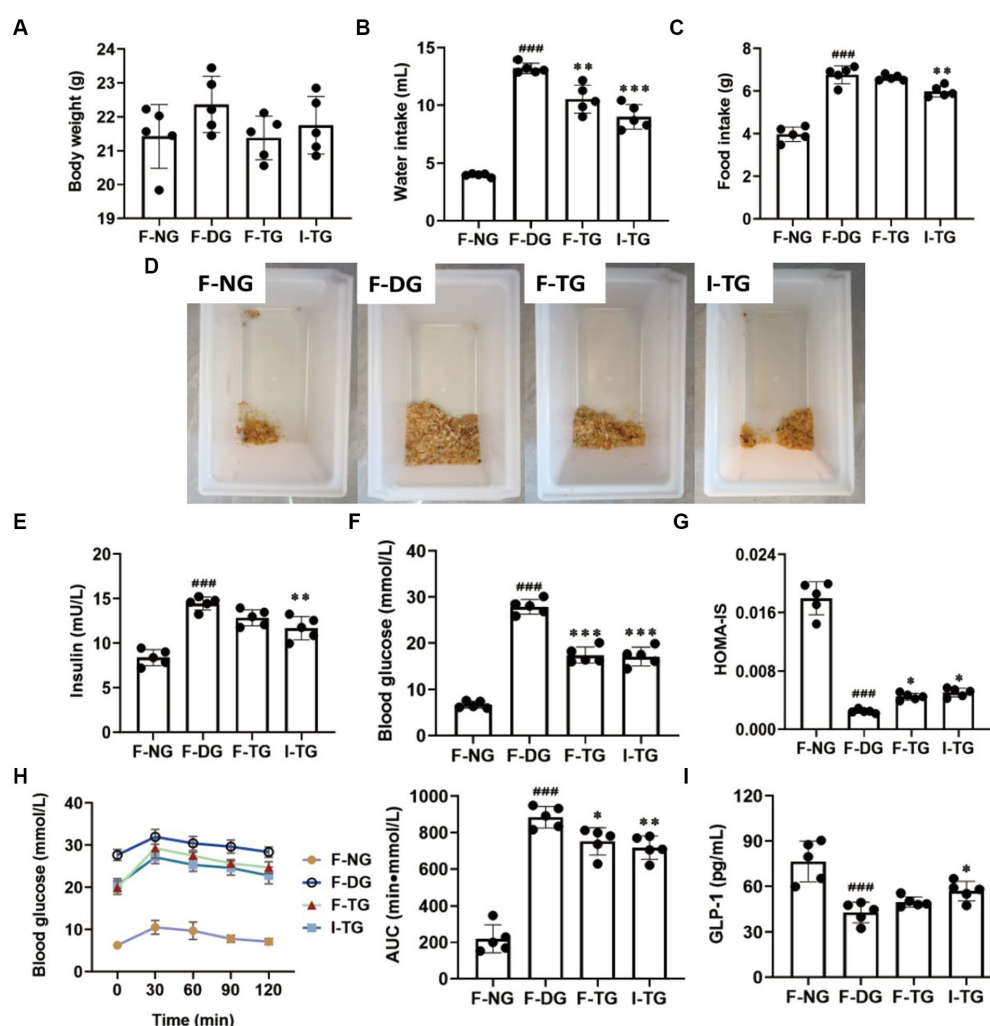 A
Body weight (g)
24
23
22
21
20
19
F-NG F-DG F-TG I-TG
B
Water intake (mL)
15
10
5
0
###
**
***
F-NG F-DG F-TG I-TG
C
Food intake (g)
8
6
4
2
0
###
**
F-NG F-DG F-TG I-TG
D
F-NG F-DG F-TG I-TG
E
Insulin (mU/L)
20
15
10
5
0
###
**
F-NG F-DG F-TG I-TG
F
Blood glucose (mmol/L)
40
30
20
10
0
###
***
***
F-NG F-DG F-TG I-TG
G
HOMA-IS
0.024
0.016
0.008
0.000
###
*
*
F-NG F-DG F-TG I-TG
H
Blood glucose (mmol/L)
40
30
20
10
0
0 30 60 90 120
Time (min)
F-NG
F-DG
F-TG
I-TG
AUC (min•mmol/L)
1000
800
600
400
200
0
###
*
**
F-NG F-DG F-TG I-TG
I
GLP-1 (pg/mL)
120
90
60
30
0
###
*
F-NG F-DG F-TG I-TG